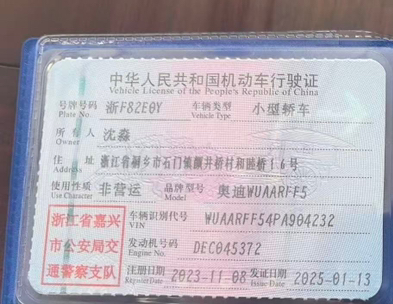 中华人民共和国机动车行驶证
Vehicle License of the People's Republic of China
号牌号码 浙F82E0Y 车辆类型 小型轿车
Plate No. Vehicle Type
所有人 沈淼
Owner
住址 浙江省桐乡市石门镇颜井桥村和睦桥16号
Address
使用性质 非营运 品牌型号 奥迪WUAARFF5
Use Character Model
浙江省嘉兴
市公安局交
通警察支队
车辆识别代号 WUAARFF54PA904232
VIN
发动机号码 DEC045372
Engine No.
注册日期 2023-11-08 发证日期 2025-01-13
Register Date Issue Date